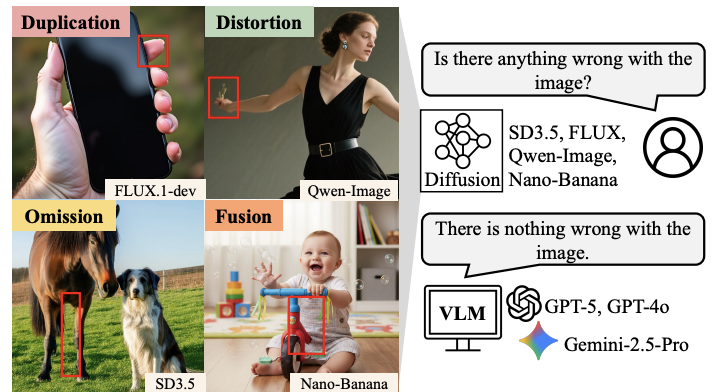 Duplication
Distortion
FLUX.1-dev
Qwen-Image
Omission
Fusion
SD3.5
Nano-Banana
Is there anything wrong with the
image?
Diffusion
SD3.5, FLUX,
Qwen-Image,
Nano-Banana
There is nothing wrong with the
image.
VLM
GPT-5, GPT-4o
Gemini-2.5-Pro